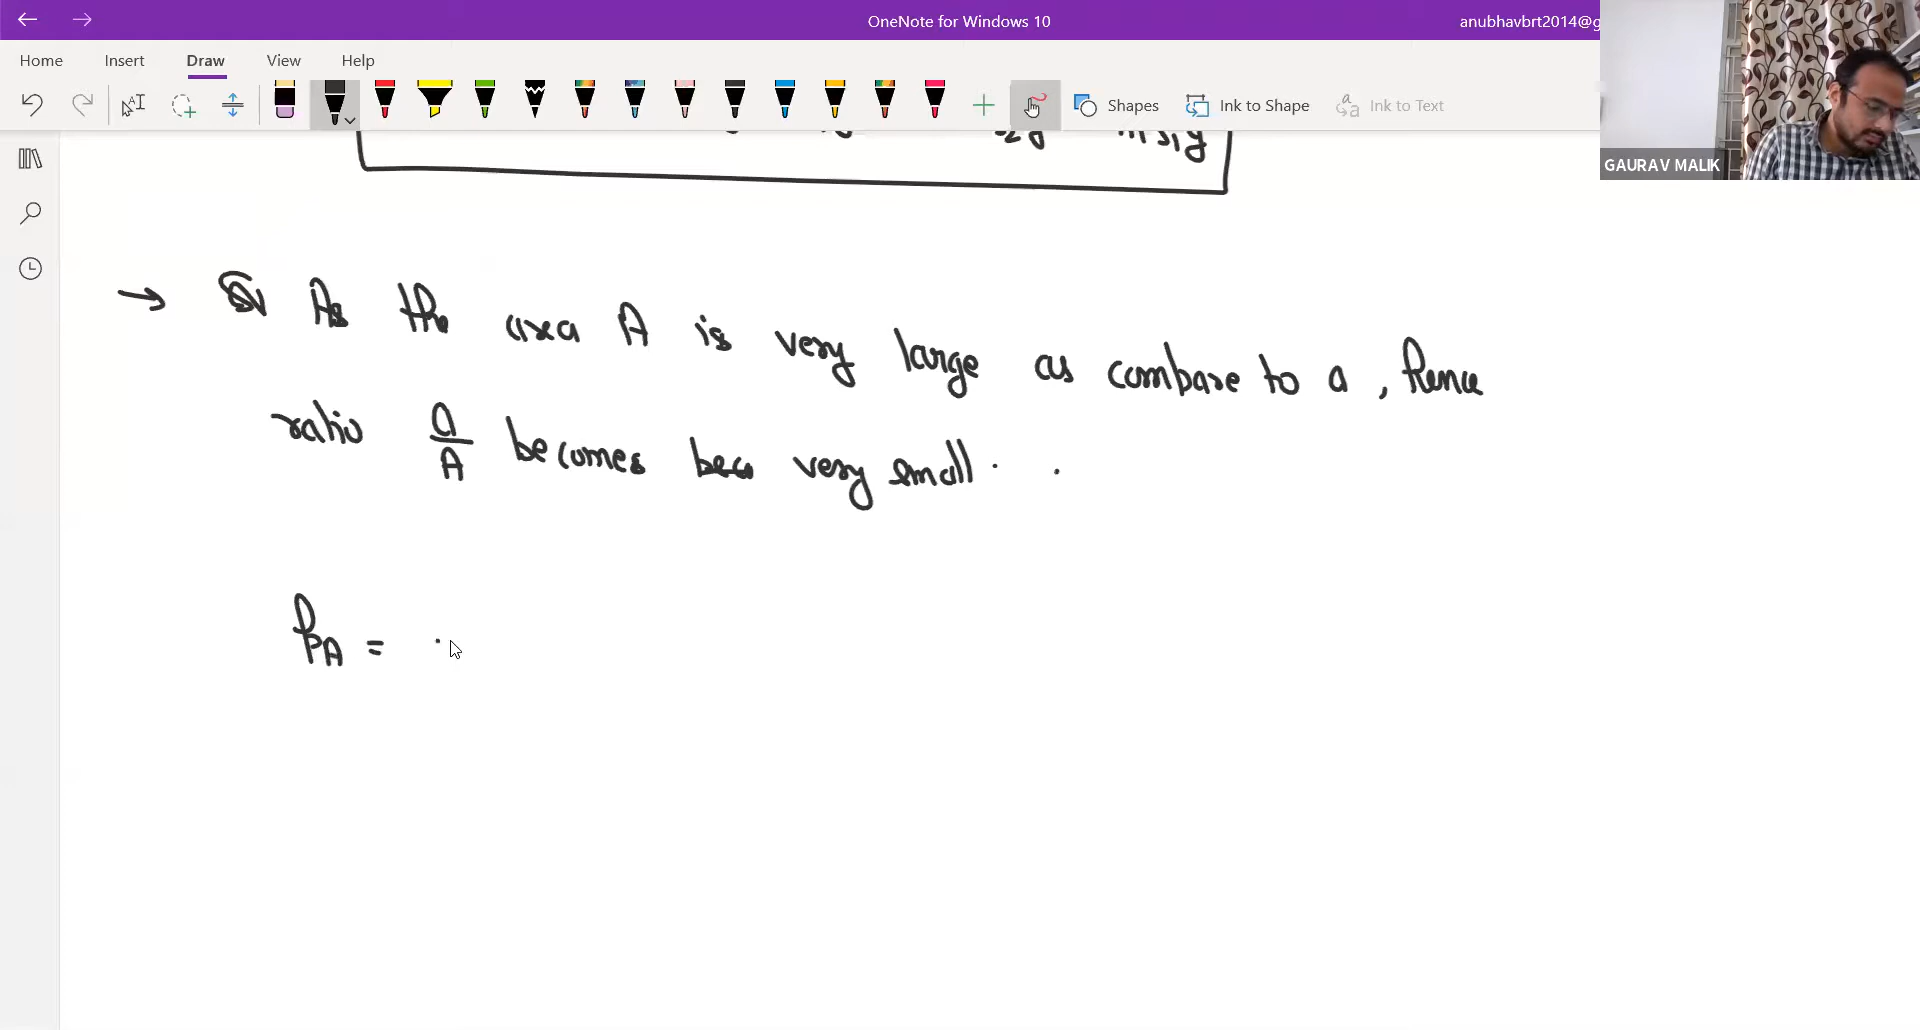 OneNote for Windows 10
anubhavbrt2014@g
Home Insert Draw View Help
Shapes Ink to Shape Ink to Text
GAURAV MALIK
→ As the area A is very large as compare to a , hence
ratio a/A becomes very small .
P_A =